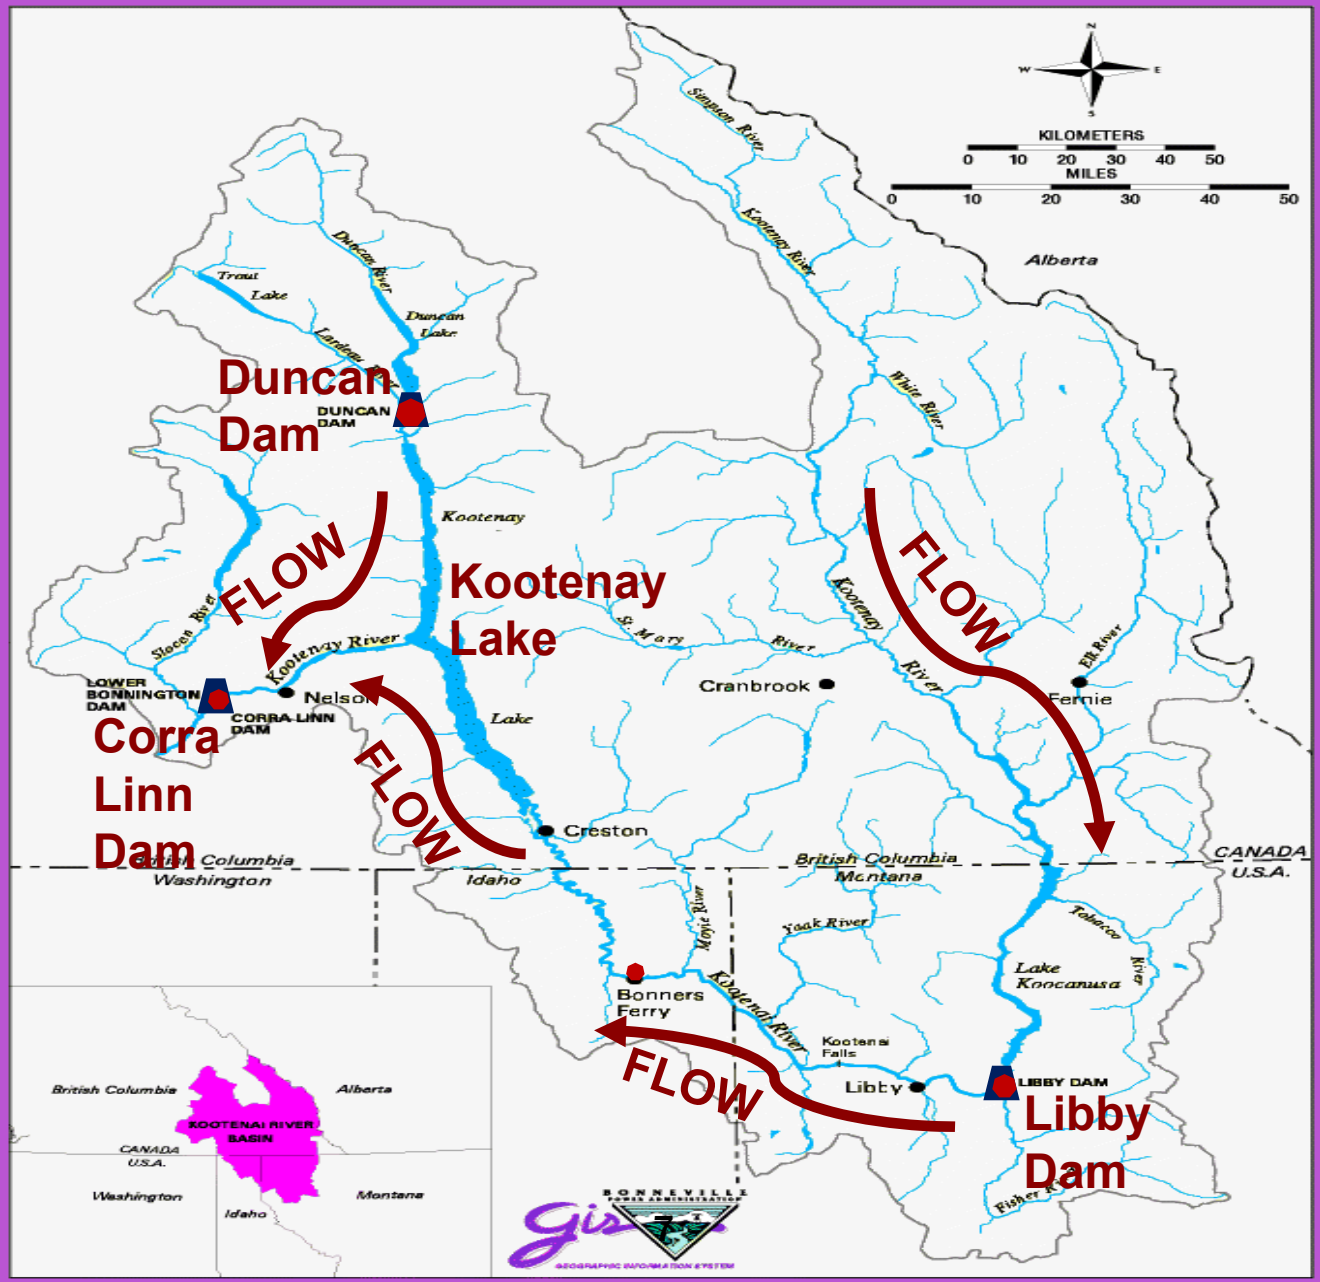 N
W
E
S
KILOMETERS
0 10 20 30 40 50
MILES
0 10 20 30 40 50
Simpson River
Kootenay River
Alberta
Duncan River
Trout
Lake
Duncan
Lake
Lardeau River
White River
Duncan
Dam
DUNCAN
DAM
Kootenay
FLOW
FLOW
Kootenay
Lake
Kootenay
River
St. Mary
River
Slocan River
Elk River
Kootenay River
LOWER
BONNINGTON
DAM
Nelson
CORRA LINN
DAM
Cranbrook
Fernie
Lake
Corra
Linn
Dam
FLOW
Creston
British Columbia
Washington
Idaho
British Columbia
Montana
CANADA
U.S.A.
Moyie River
Yaak River
Tobacco
River
Lake
Koocanusa
Bonners
Ferry
Kootenai River
Kootenai
Falls
FLOW
Libby
LIBBY DAM
Libby
Dam
Fisher River
British Columbia
Alberta
KOOTENAI RIVER
BASIN
CANADA
U.S.A.
Washington
Montana
Idaho
BONNEVILLE
POWER ADMINISTRATION
Gis
GEOGRAPHIC INFORMATION SYSTEM